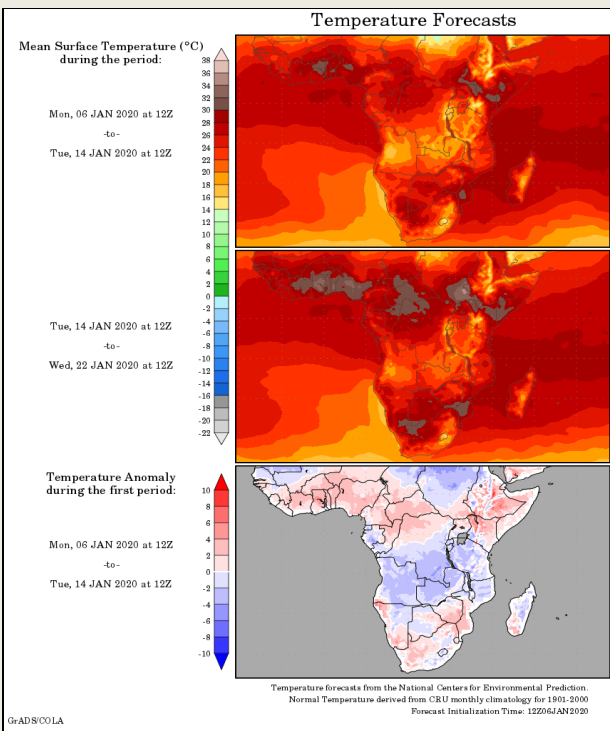 Temperature Forecasts
Mean Surface Temperature (°C)
during the period:
Mon, 06 JAN 2020 at 12Z
-to-
Tue, 14 JAN 2020 at 12Z
38
36
34
32
30
28
26
24
22
20
18
16
14
12
10
8
6
4
2
0
-2
-4
-6
-8
-10
-12
-14
-16
-18
-20
-22
Tue, 14 JAN 2020 at 12Z
-to-
Wed, 22 JAN 2020 at 12Z
Temperature Anomaly
during the first period:
Mon, 06 JAN 2020 at 12Z
-to-
Tue, 14 JAN 2020 at 12Z
10
8
6
4
2
0
-2
-4
-6
-8
-10
Temperature forecasts from the National Centers for Environmental Prediction.
Normal Temperature derived from CRU monthly climatology for 1901-2000
Forecast Initialization Time: 12Z06JAN2020
GrADS/COLA